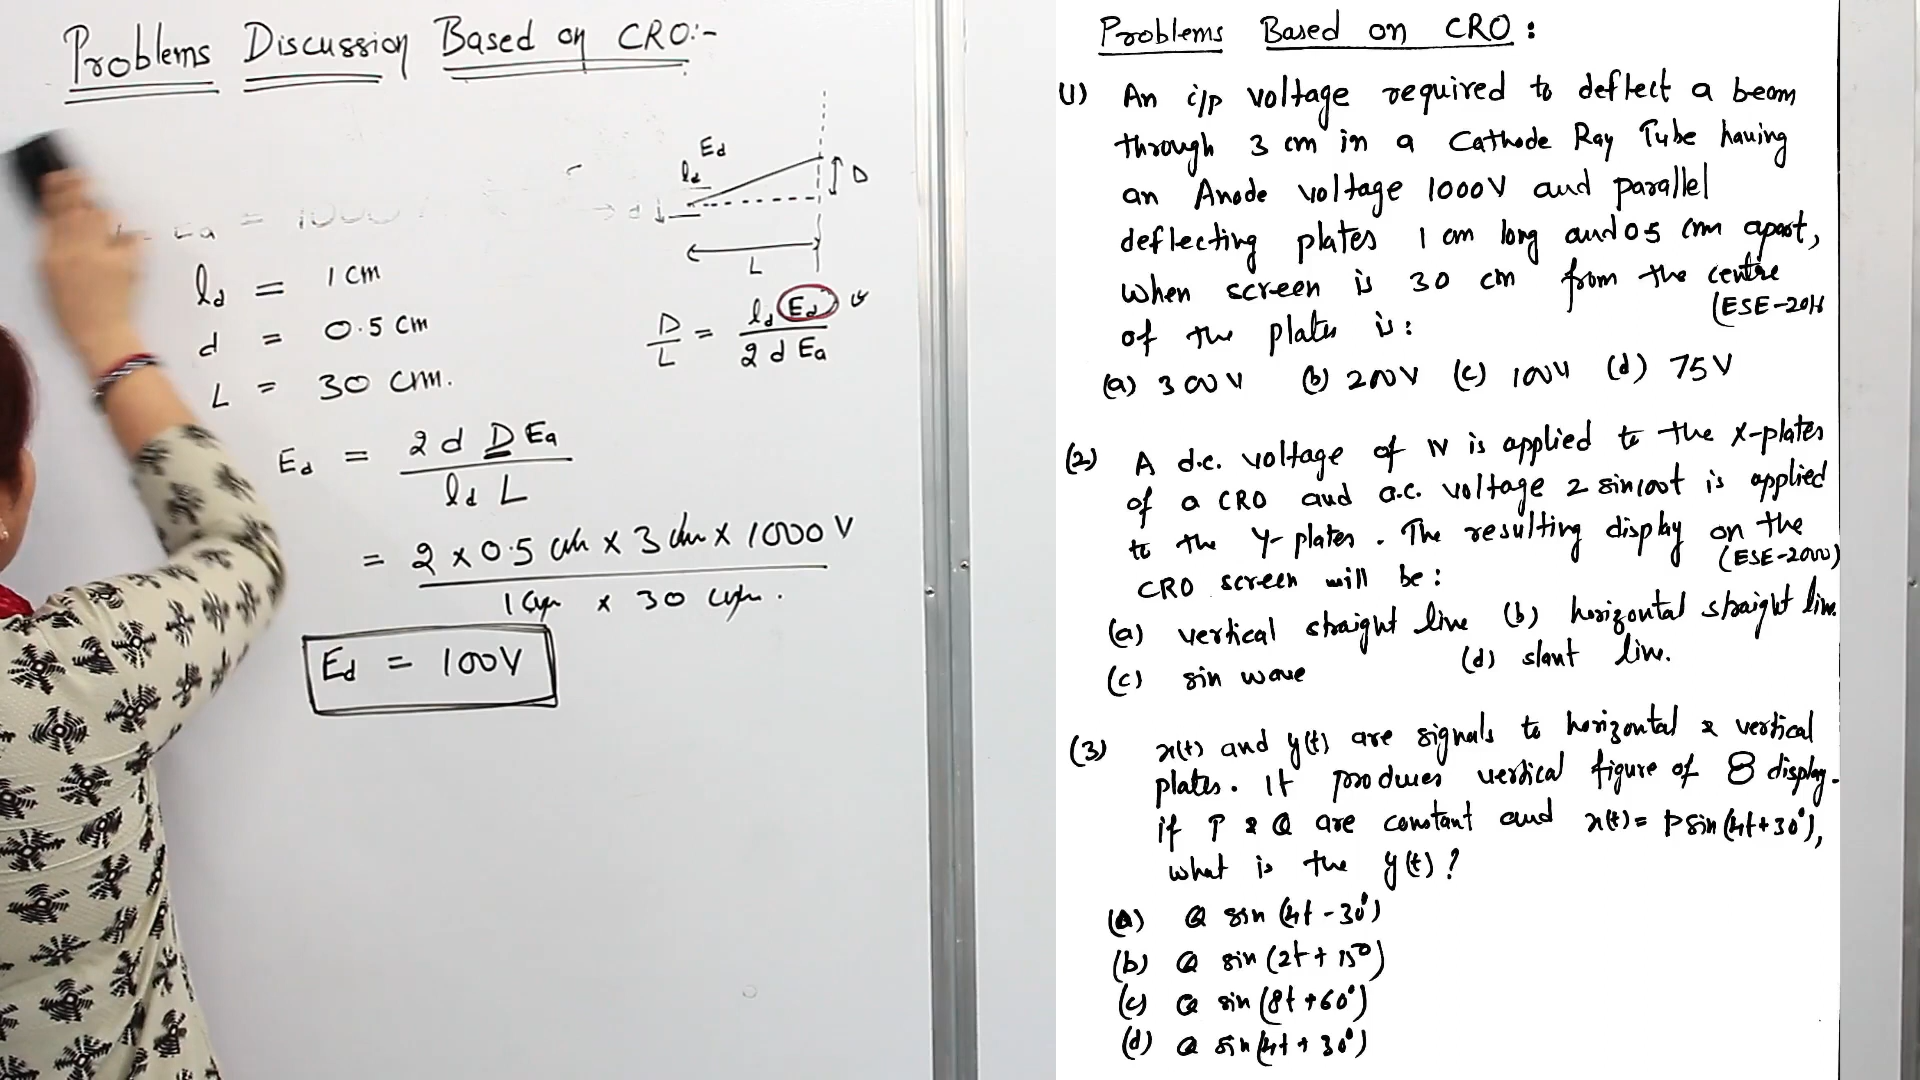 Problems Discussion Based on CRO:-
Ea = 1000
ld = 1 cm
d = 0.5 cm
L = 30 cm.
Ed
ld
d
D
L
D/L = ld Ed / 2 d Ea
Ed = 2 d D Ea / ld L
= 2 x 0.5 cm x 3 cm x 1000 V / 1 cm x 30 cm.
Ed = 100V
Problems Based on CRO :
(1) An i/p voltage required to deflect a beam
through 3 cm in a Cathode Ray Tube having
an Anode voltage 1000V and parallel
deflecting plates 1 cm long and 0.5 cm apart,
when screen is 30 cm from the centre
of the plates is: (ESE-2011
(a) 300V (b) 200V (c) 100V (d) 75V
(2) A d.c. voltage of 1V is applied to the X-plates
of a CRO and a.c. voltage 2 sin100t is applied
to the Y-plates. The resulting display on the
CRO screen will be: (ESE-2000)
(a) vertical straight line (b) horizontal straight line.
(c) sin wave (d) slant line.
(3) x(t) and y(t) are signals to horizontal & vertical
plates. It produces vertical figure of 8 display.
if P & Q are constant and x(t) = P sin(4t+30°),
what is the y(t)?
(a) Q sin (4t - 30°)
(b) Q sin (2t + 15°)
(c) Q sin (8t + 60°)
(d) Q sin (4t + 30°)